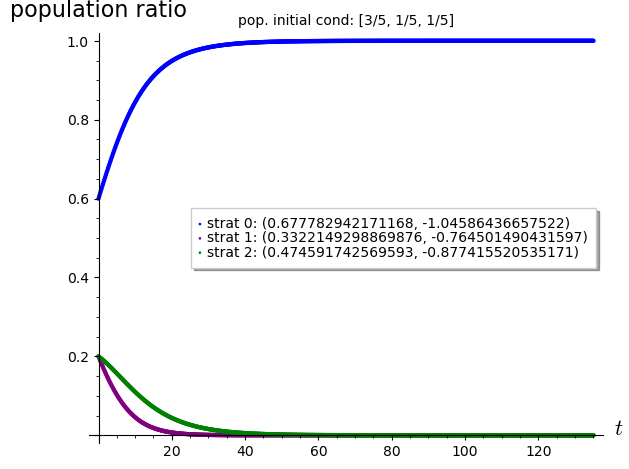 population ratio
pop. initial cond: [3/5, 1/5, 1/5]
1.0
0.8
0.6
strat 0: (0.677782942171168, -1.04586436657522)
strat 1: (0.3322149298869876, -0.764501490431597)
strat 2: (0.474591742569593, -0.877415520535171)
0.4
0.2
t
20 40 60 80 100 120